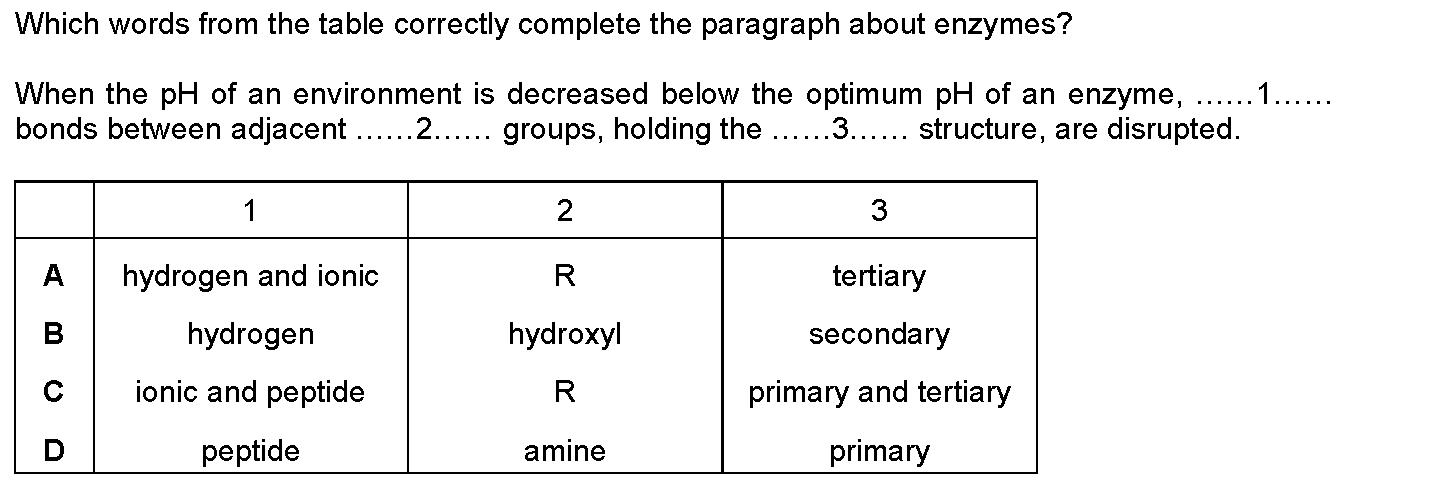 Which words from the table correctly complete the paragraph about enzymes?
When the pH of an environment is decreased below the optimum pH of an enzyme, ......1......
bonds between adjacent ......2...... groups, holding the ......3...... structure, are disrupted.
1 2 3
A hydrogen and ionic R tertiary
B hydrogen hydroxyl secondary
C ionic and peptide R primary and tertiary
D peptide amine primary